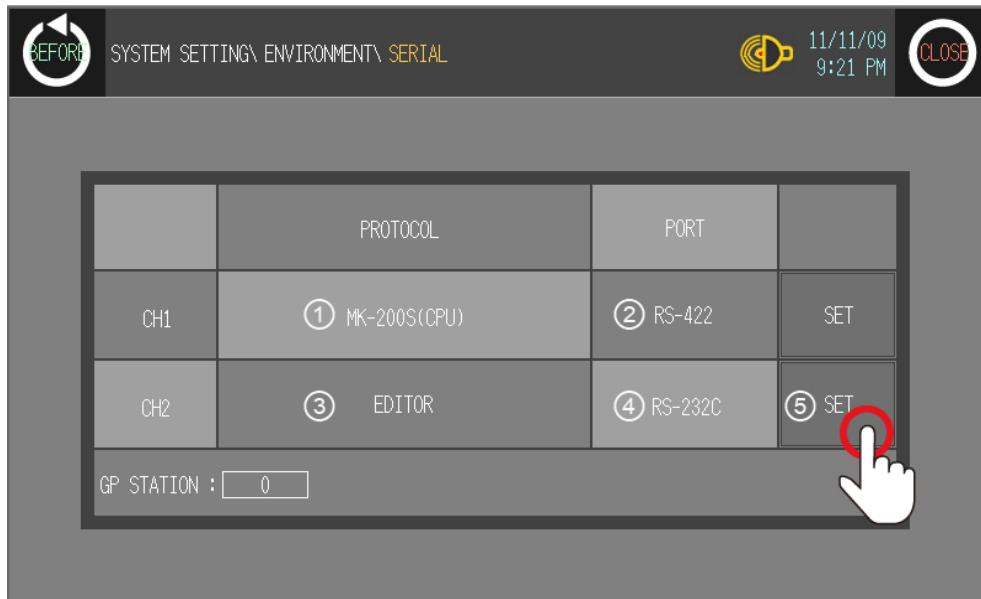 BEFORE
SYSTEM SETTING\ ENVIRONMENT\ SERIAL
11/11/09
9:21 PM
CLOSE
PROTOCOL PORT
CH1 ① MK-200S(CPU) ② RS-422 SET
CH2 ③ EDITOR ④ RS-232C ⑤ SET
GP STATION : 0